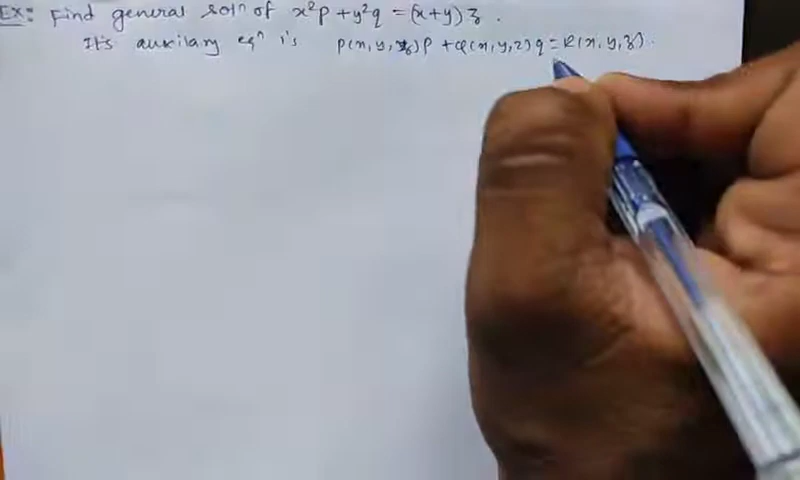 Ex: Find general solⁿ of x²p + y²q = (x+y) z.
It's auxilary eqⁿ is P(x, y, z) p + Q(x, y, z) q = R(x, y, z).